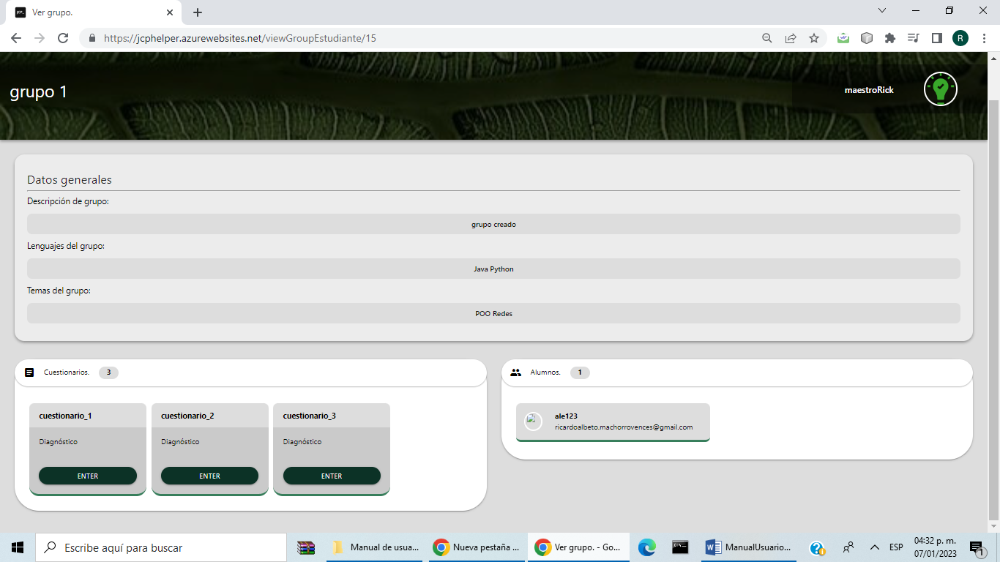 Ver grupo.
https://jcphelper.azurewebsites.net/viewGroupEstudiante/15
R
grupo 1
maestroRick
Datos generales
Descripción de grupo:
grupo creado
Lenguajes del grupo:
Java Python
Temas del grupo:
POO Redes
Cuestionarios. 3
cuestionario_1
Diagnóstico
ENTER
cuestionario_2
Diagnóstico
ENTER
cuestionario_3
Diagnóstico
ENTER
Alumnos. 1
ale123
ricardoalbeto.machorrovences@gmail.com
Escribe aquí para buscar
Manual de usua...
Nueva pestaña ...
Ver grupo. - Go...
ManualUsuario...
ESP
04:32 p. m.
07/01/2023
1